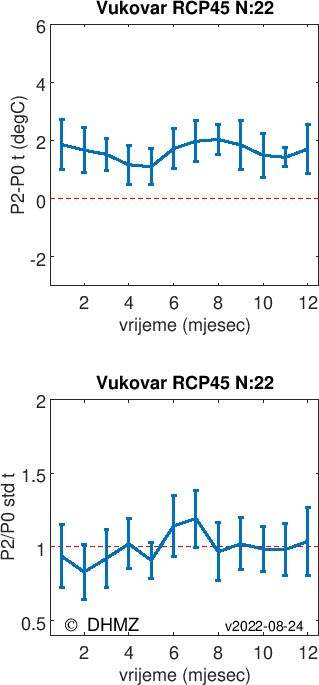 Vukovar RCP45 N:22
6
4
2
0
-2
P2-P0 t (degC)
2 4 6 8 10 12
vrijeme (mjesec)
Vukovar RCP45 N:22
2
1.5
1
0.5
P2/P0 std t
© DHMZ v2022-08-24
2 4 6 8 10 12
vrijeme (mjesec)